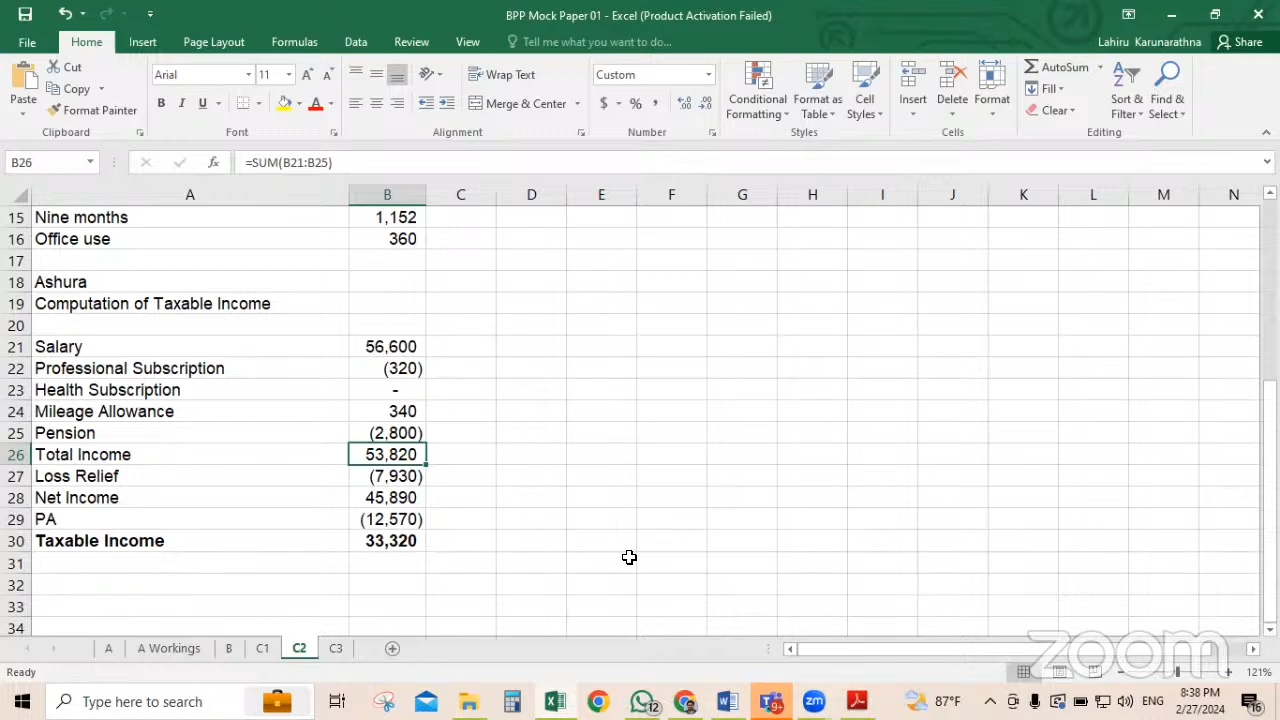 BPP Mock Paper 01 - Excel (Product Activation Failed)
File Home Insert Page Layout Formulas Data Review View Tell me what you want to do... Lahiru Karunarathna Share
Paste Cut Copy Format Painter
Clipboard
Arial 11
B I U A
Font
Wrap Text
Merge & Center
Alignment
Custom
$ % ,
Number
Conditional Formatting Format as Table Cell Styles
Styles
Insert Delete Format
Cells
AutoSum
Fill
Clear
Sort & Filter Find & Select
Editing
B26 fx =SUM(B21:B25)
A B C D E F G H I J K L M N
15 Nine months 1,152
16 Office use 360
17
18 Ashura
19 Computation of Taxable Income
20
21 Salary 56,600
22 Professional Subscription (320)
23 Health Subscription -
24 Mileage Allowance 340
25 Pension (2,800)
26 Total Income 53,820
27 Loss Relief (7,930)
28 Net Income 45,890
29 PA (12,570)
30 Taxable Income 33,320
31
32
33
34
A A Workings B C1 C2 C3
zoom
Ready 121%
Type here to search 12 9+ zm 87°F ENG 8:38 PM 2/27/2024 16